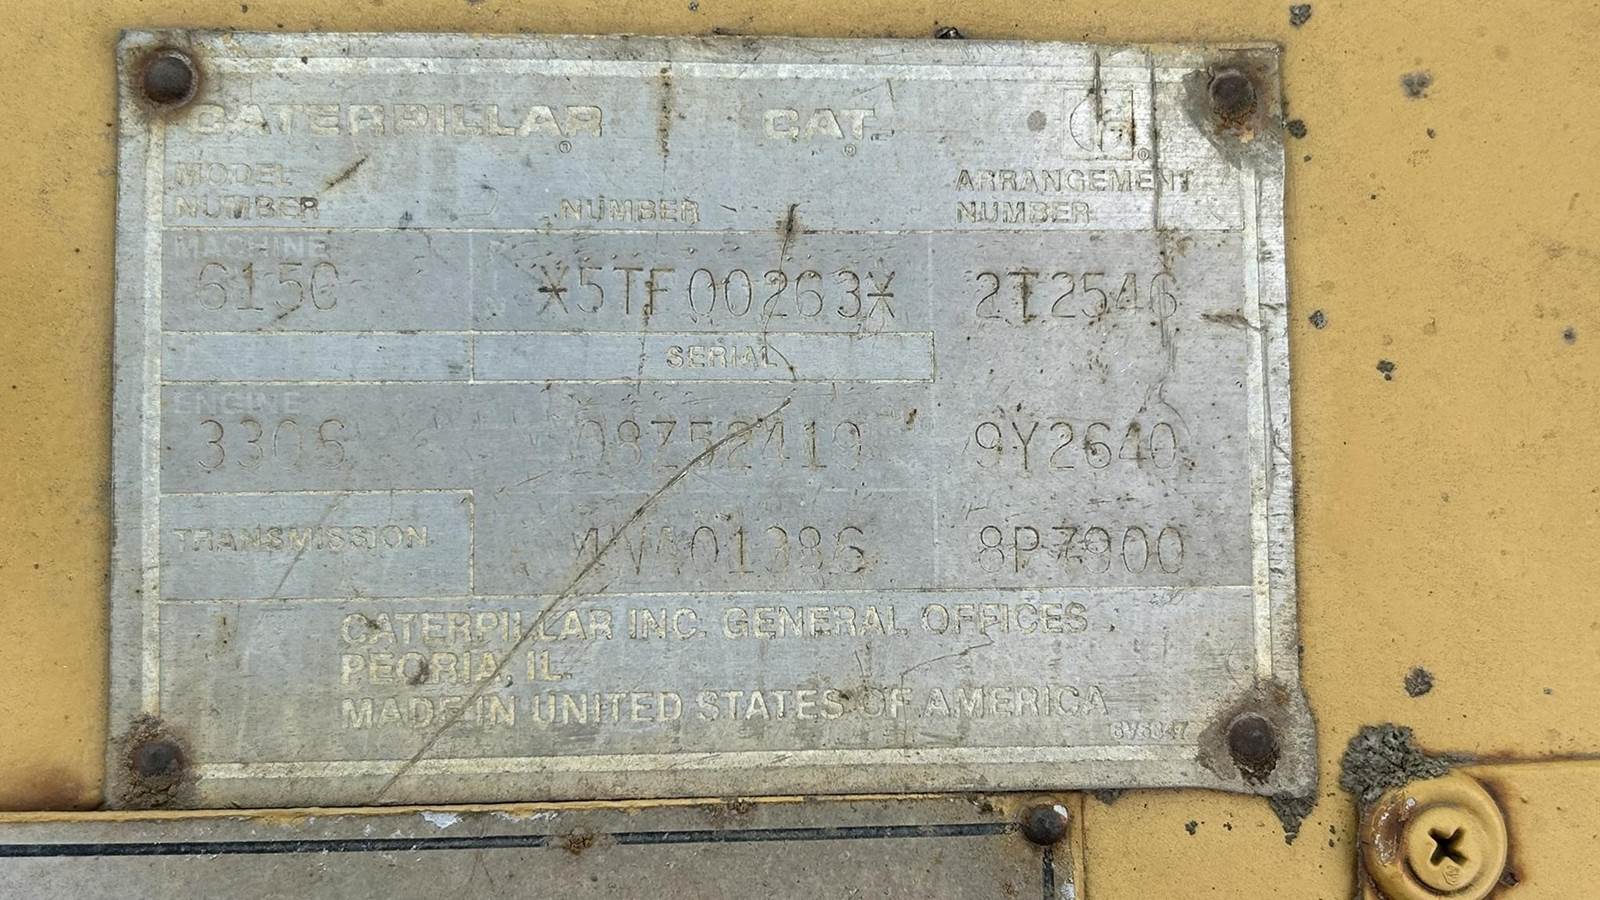 CATERPILLAR ® CAT ® ®
MODEL NUMBER NUMBER ARRANGEMENT NUMBER
MACHINE
615C *5TF00263* 2T2546
SERIAL
ENGINE
3306 08Z52419 9Y2640
TRANSMISSION 8P7900
CATERPILLAR INC. GENERAL OFFICES
PEORIA, IL.
MADE IN UNITED STATES OF AMERICA